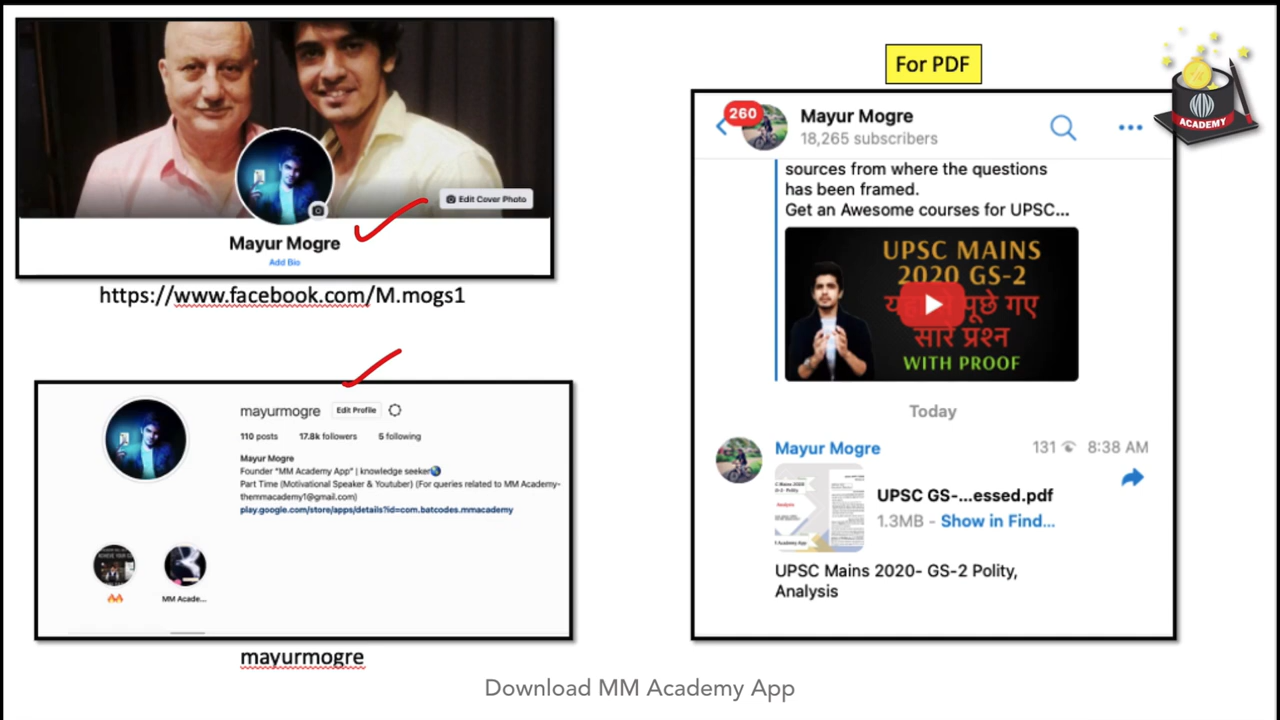 Edit Cover Photo
Mayur Mogre
Add Bio
https://www.facebook.com/M.mogs1
mayurmogre Edit Profile
110 posts 17.8k followers 5 following
Mayur Mogre
Founder "MM Academy App" | knowledge seeker🌏
Part Time (Motivational Speaker & Youtuber) (For queries related to MM Academy-
themmacademy1@gmail.com)
play.google.com/store/apps/details?id=com.batcodes.mmacademy
🔥🔥 MM Acade...
mayurmogre
For PDF
ACADEMY
260 Mayur Mogre
18,265 subscribers
sources from where the questions
has been framed.
Get an Awesome courses for UPSC...
UPSC MAINS
2020 GS-2
पूछे गए
सारे प्रश्न
WITH PROOF
Today
Mayur Mogre 131 8:38 AM
UPSC GS-...essed.pdf
1.3MB - Show in Find...
UPSC Mains 2020- GS-2 Polity,
Analysis
Download MM Academy App